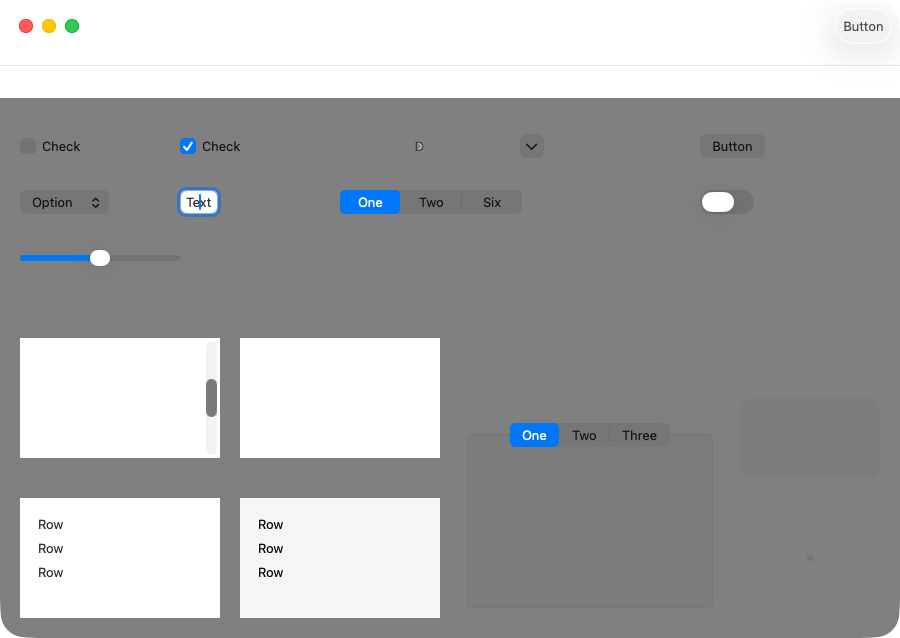 Button
Check
Check
Button
Option
Text
One Two Six
One Two Three
Row
Row
Row
Row
Row
Row